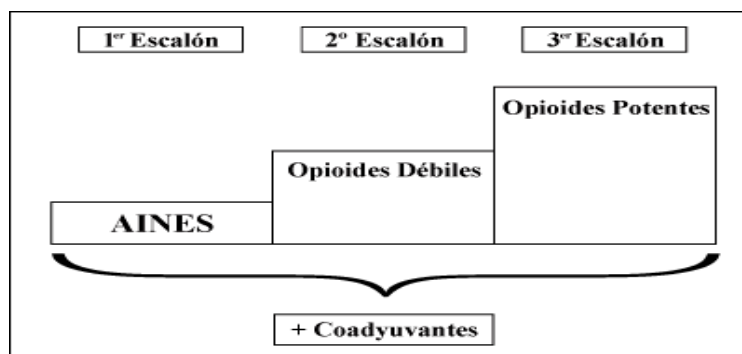 1er Escalón
2º Escalón
3er Escalón
Opioides Potentes
Opioides Débiles
AINES
+ Coadyuvantes